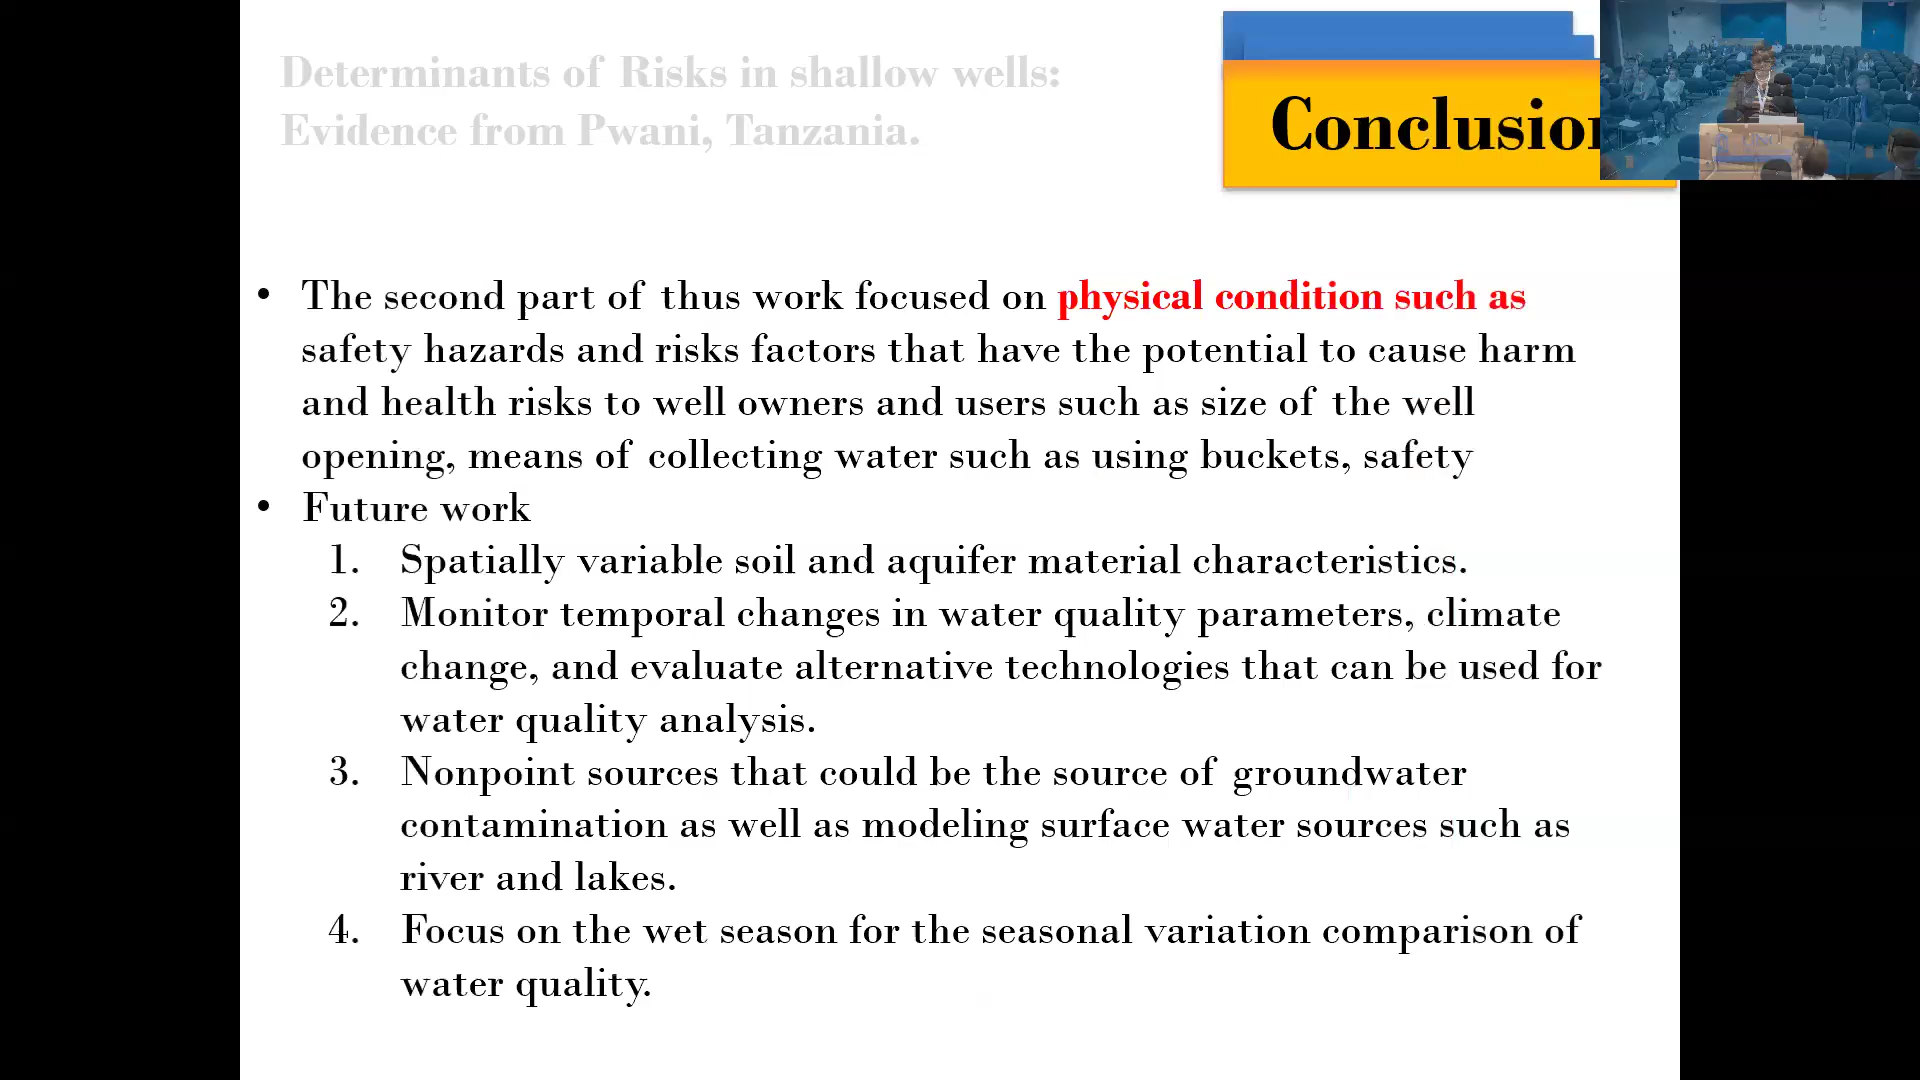 Determinants of Risks in shallow wells:
Evidence from Pwani, Tanzania.
Conclusion
• The second part of thus work focused on physical condition such as
safety hazards and risks factors that have the potential to cause harm
and health risks to well owners and users such as size of the well
opening, means of collecting water such as using buckets, safety
• Future work
1. Spatially variable soil and aquifer material characteristics.
2. Monitor temporal changes in water quality parameters, climate
change, and evaluate alternative technologies that can be used for
water quality analysis.
3. Nonpoint sources that could be the source of groundwater
contamination as well as modeling surface water sources such as
river and lakes.
4. Focus on the wet season for the seasonal variation comparison of
water quality.